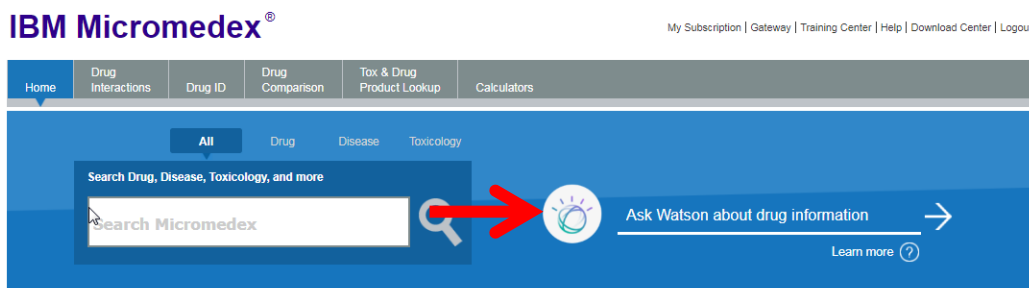 IBM Micromedex®
My Subscription | Gateway | Training Center | Help | Download Center | Logou
Home
Drug
Interactions
Drug ID
Drug
Comparison
Tox & Drug
Product Lookup
Calculators
All Drug Disease Toxicology
Search Drug, Disease, Toxicology, and more
Search Micromedex
Ask Watson about drug information
Learn more ?